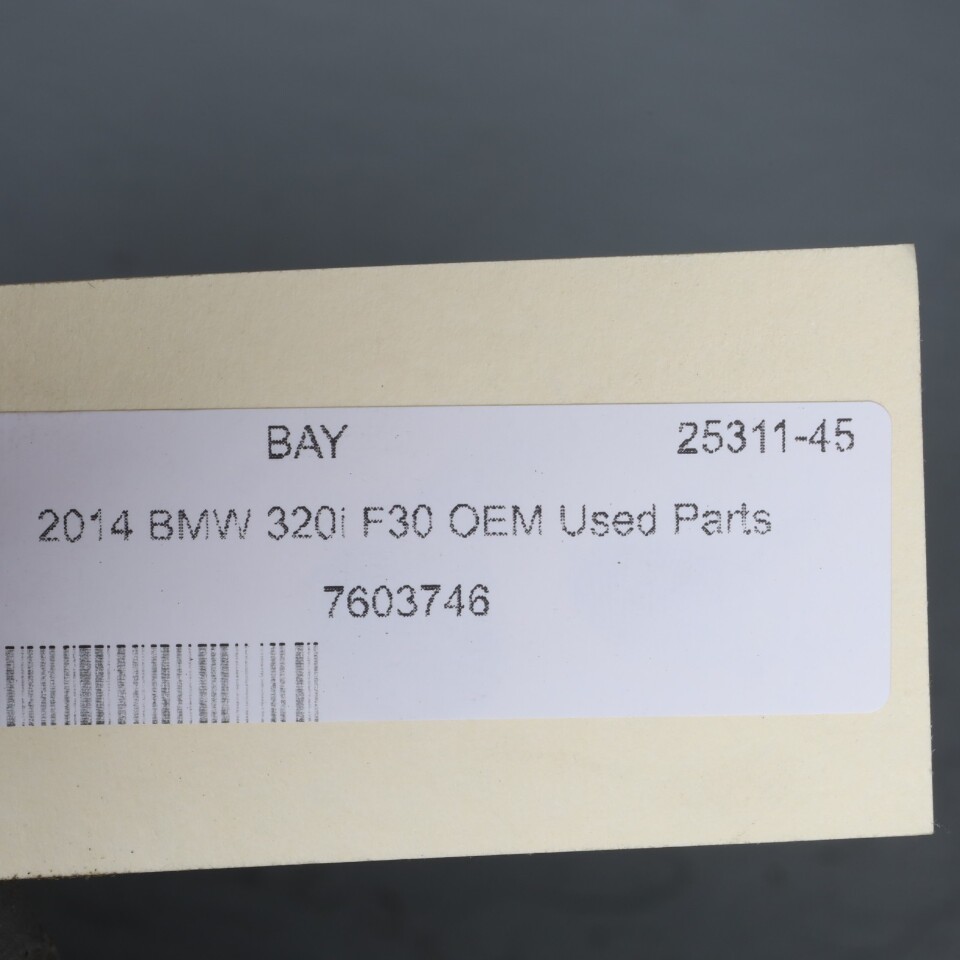 BAY 25311-45
2014 BMW 320i F30 OEM Used Parts
7603746